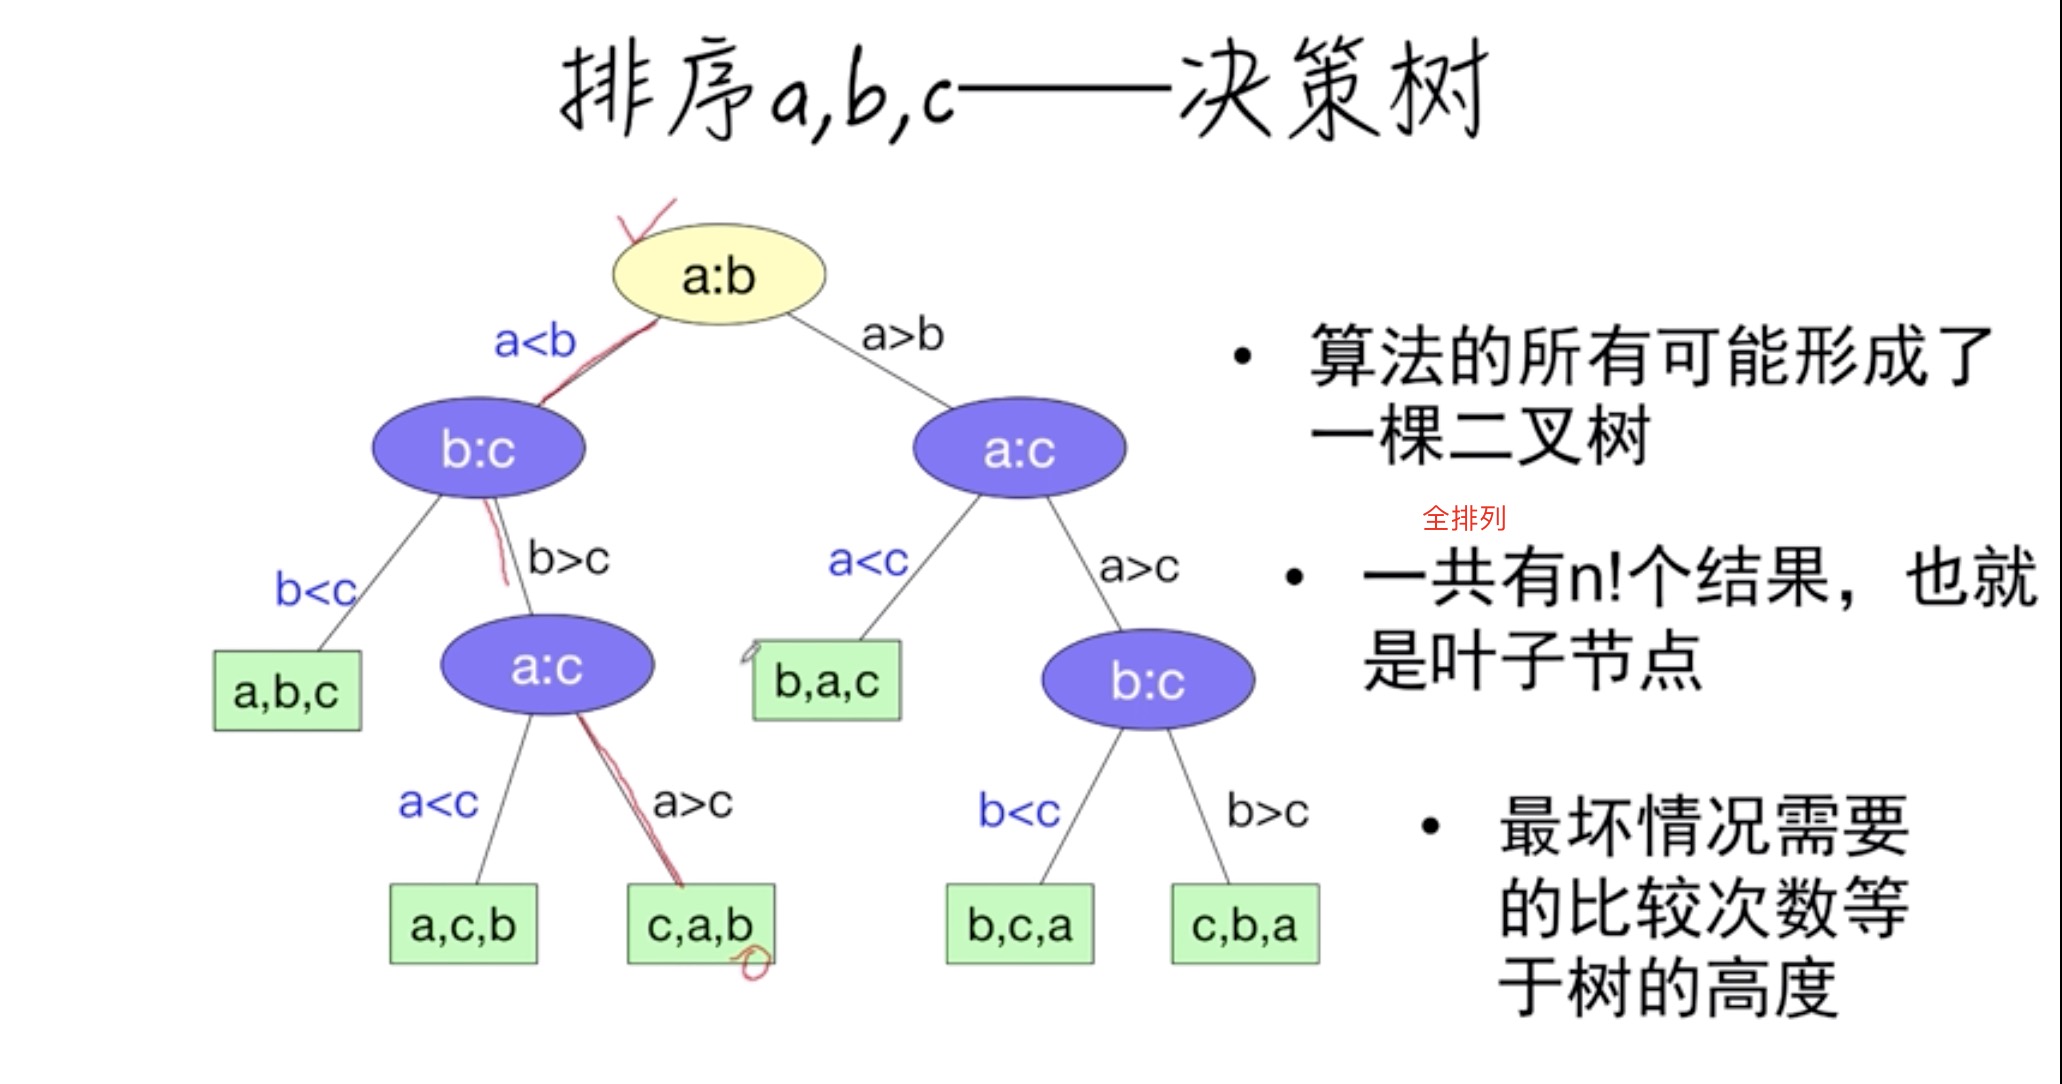 排序a,b,c——决策树
a:b
a<b
a>b
b:c
a:c
b<c
b>c
a<c
a>c
a,b,c
a:c
b,a,c
b:c
a<c
a>c
b<c
b>c
a,c,b
c,a,b
b,c,a
c,b,a
• 算法的所有可能形成了
一棵二叉树
全排列
• 一共有n!个结果，也就
是叶子节点
• 最坏情况需要
的比较次数等
于树的高度